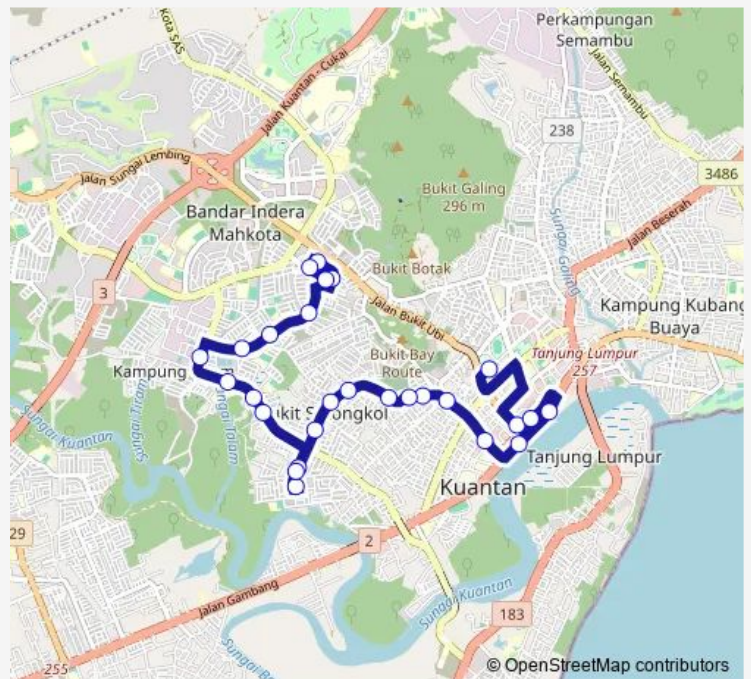 Perkampungan
Semambu
Kota SAS
Jalan Kuantan - Cukai
Jalan Semambu
238
Jalan Sungai Lembing
3486
Bukit Galing
296 m
Sungai Galing
Jalan Beserah
Bandar Indera
Mahkota
Bukit Botak
3
Jalan Bukit Ubi
Kampung Kubang
Buaya
Bukit Bay
Route
Tanjung Lumpur
257
Kampung
Sungai Tiram
Sungai Talam
Sungai Kuantan
Tanjung Lumpur
Kuantan
29
2
Jalan Gambang
Sungai Kuantan
183
255
© OpenStreetMap contributors